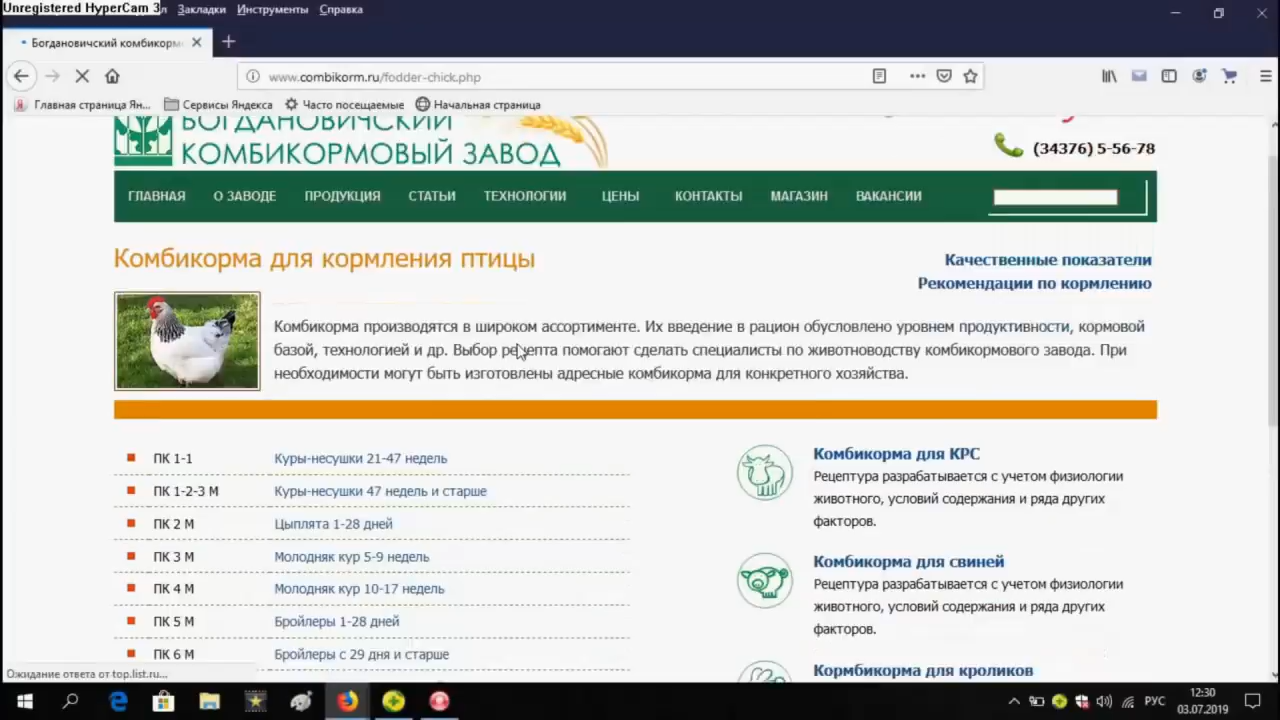 Unregistered HyperCam 3
Закладки Инструменты Справка
Богдановичский комбикорм
www.combikorm.ru/fodder-chick.php
Главная страница Ян... Сервисы Яндекса Часто посещаемые Начальная страница
БОГДАНОВИЧСКИЙ
КОМБИКОРМОВЫЙ ЗАВОД
(34376) 5-56-78
ГЛАВНАЯ О ЗАВОДЕ ПРОДУКЦИЯ СТАТЬИ ТЕХНОЛОГИИ ЦЕНЫ КОНТАКТЫ МАГАЗИН ВАКАНСИИ
Комбикорма для кормления птицы
Качественные показатели
Рекомендации по кормлению
Комбикорма производятся в широком ассортименте. Их введение в рацион обусловлено уровнем продуктивности, кормовой
базой, технологией и др. Выбор рецепта помогают сделать специалисты по животноводству комбикормового завода. При
необходимости могут быть изготовлены адресные комбикорма для конкретного хозяйства.
ПК 1-1 Куры-несушки 21-47 недель
ПК 1-2-3 М Куры-несушки 47 недель и старше
ПК 2 М Цыплята 1-28 дней
ПК 3 М Молодняк кур 5-9 недель
ПК 4 М Молодняк кур 10-17 недель
ПК 5 М Бройлеры 1-28 дней
ПК 6 М Бройлеры с 29 дня и старше
Комбикорма для КРС
Рецептура разрабатывается с учетом физиологии
животного, условий содержания и ряда других
факторов.
Комбикорма для свиней
Рецептура разрабатывается с учетом физиологии
животного, условий содержания и ряда других
факторов.
Кормбикорма для кроликов
Ожидание ответа от top.list.ru...
РУС
12:30
03.07.2019